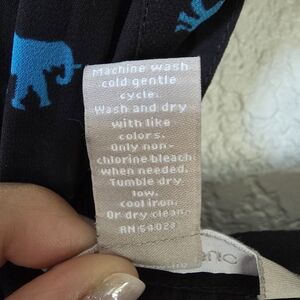 Machine wash
cold gentle
cycle.
Wash and dry
with like
colors.
Only non-
chlorine bleach
when needed.
Tumble dry
low.
cool iron.
Or dry clean.
RN 54023